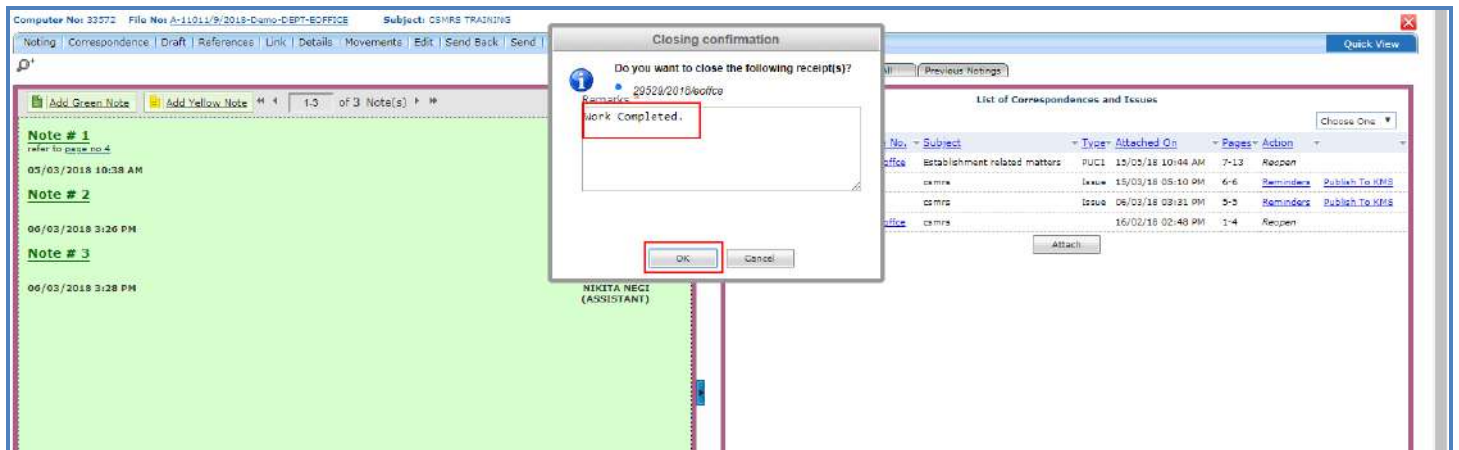 Computer No: 33572 File No: A-11011/9/2018-Demo-DEPT-EOFFICE Subject: CSMRS TRAINING
Noting | Correspondence | Draft | References | Link | Details | Movements | Edit | Send Back | Send |
Quick View
Closing confirmation
Do you want to close the following receipt(s)?
Remarks
Work Completed.
OK Cancel
Add Green Note Add Yellow Note 1-3 of 3 Note(s)
Note # 1
refer to page no 4
05/03/2018 10:38 AM
Note # 2
06/03/2018 3:26 PM
Note # 3
06/03/2018 3:28 PM
NIKITA NEGI
(ASSISTANT)
All Previous Notings
List of Correspondences and Issues
Choose One
No. Subject Type Attached On Pages Action
office Establishment related matters PUC1 15/05/18 10:44 AM 7-13 Reopen
csmrs Issue 15/03/18 05:10 PM 6-6 Reminders Publish To KMS
csmrs Issue 06/03/18 03:31 PM 5-5 Reminders Publish To KMS
office csmrs 16/02/18 02:48 PM 1-4 Reopen
Attach